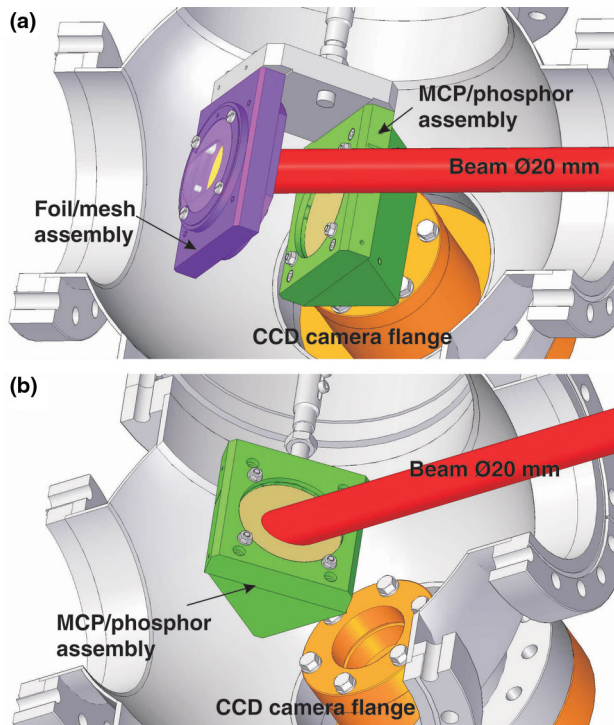 (a)
MCP/phosphor
assembly
Beam Ø20 mm
Foil/mesh
assembly
CCD camera flange
(b)
Beam Ø20 mm
MCP/phosphor
assembly
CCD camera flange